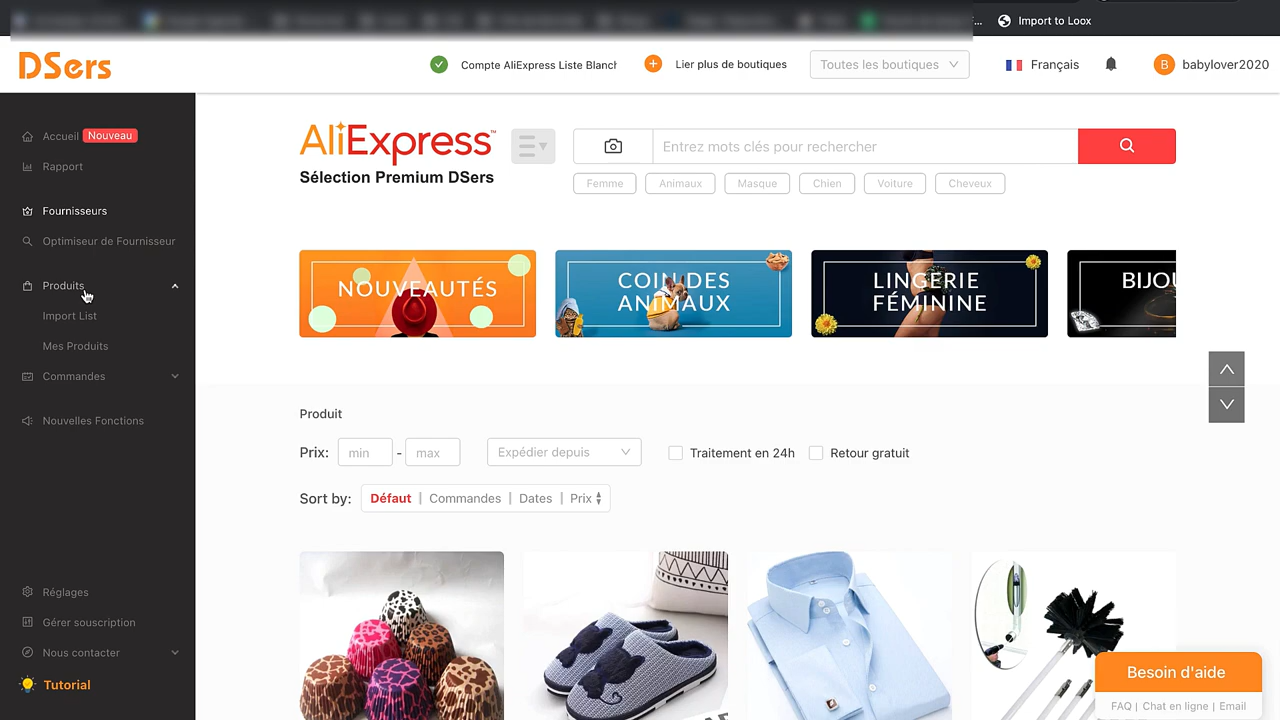 ... Import to Loox
DSers
Compte AliExpress Liste Blanch
Lier plus de boutiques
Toutes les boutiques
Français
B babylover2020
Accueil Nouveau
Rapport
Fournisseurs
Optimiseur de Fournisseur
Produits
Import List
Mes Produits
Commandes
Nouvelles Fonctions
Réglages
Gérer souscription
Nous contacter
Tutorial
AliExpress™
Sélection Premium DSers
Entrez mots clés pour rechercher
Femme Animaux Masque Chien Voiture Cheveux
NOUVEAUTÉS
COIN DES
ANIMAUX
LINGERIE
FÉMININE
BIJOU
Produit
Prix: min - max Expédier depuis Traitement en 24h Retour gratuit
Sort by: Défaut | Commandes | Dates | Prix
Besoin d'aide
FAQ | Chat en ligne | Email